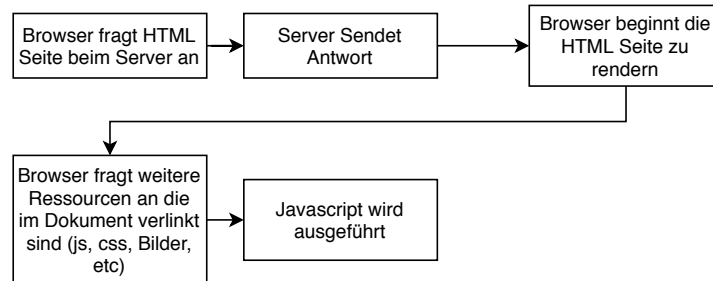 Browser fragt HTML
Seite beim Server an
Server Sendet
Antwort
Browser beginnt die
HTML Seite zu
rendern
Browser fragt weitere
Ressourcen an die
im Dokument verlinkt
sind (js, css, Bilder,
etc)
Javascript wird
ausgeführt